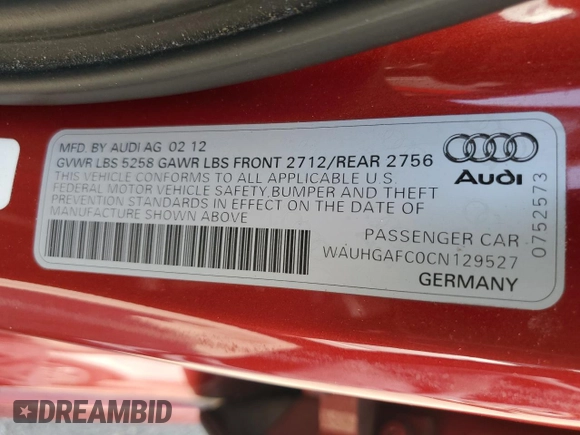 MFD. BY AUDI AG 02 12
GVWR LBS 5258 GAWR LBS FRONT 2712/REAR 2756
THIS VEHICLE CONFORMS TO ALL APPLICABLE U S
FEDERAL MOTOR VEHICLE SAFETY,BUMPER AND THEFT
PREVENTION STANDARDS IN EFFECT ON THE DATE OF
MANUFACTURE SHOWN ABOVE
Audi
0752573
PASSENGER CAR
WAUHGAFC0CN129527
GERMANY
DREAMBID